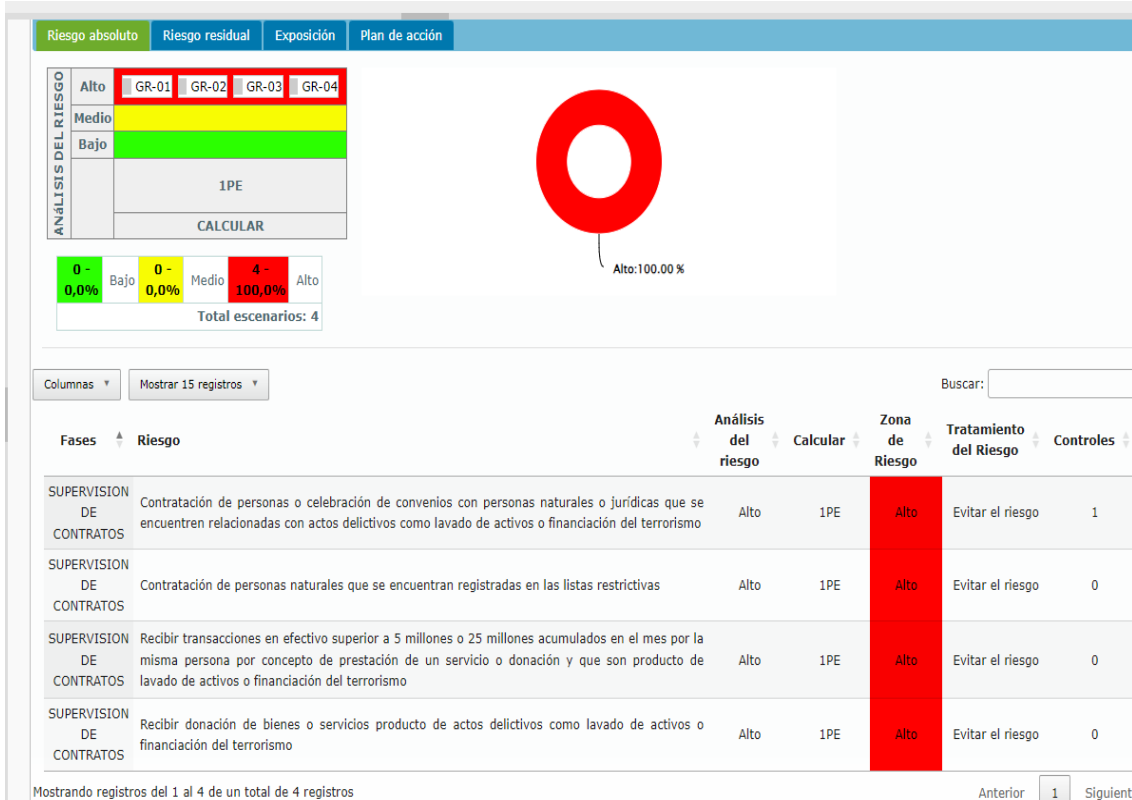 Riesgo absoluto Riesgo residual Exposición Plan de acción
ANáLISIS DEL RIESGO
Alto GR-01 GR-02 GR-03 GR-04
Medio
Bajo
1PE
CALCULAR
Alto:100.00 %
0 - 0,0% Bajo 0 - 0,0% Medio 4 - 100,0% Alto
Total escenarios: 4
Columnas Mostrar 15 registros Buscar:
Fases Riesgo Análisis del riesgo Calcular Zona de Riesgo Tratamiento del Riesgo Controles
SUPERVISION DE CONTRATOS
Contratación de personas o celebración de convenios con personas naturales o jurídicas que se
encuentren relacionadas con actos delictivos como lavado de activos o financiación del terrorismo
Alto 1PE Alto Evitar el riesgo 1
SUPERVISION DE CONTRATOS
Contratación de personas naturales que se encuentran registradas en las listas restrictivas
Alto 1PE Alto Evitar el riesgo 0
SUPERVISION DE CONTRATOS
Recibir transacciones en efectivo superior a 5 millones o 25 millones acumulados en el mes por la
misma persona por concepto de prestación de un servicio o donación y que son producto de
lavado de activos o financiación del terrorismo
Alto 1PE Alto Evitar el riesgo 0
SUPERVISION DE CONTRATOS
Recibir donación de bienes o servicios producto de actos delictivos como lavado de activos o
financiación del terrorismo
Alto 1PE Alto Evitar el riesgo 0
Mostrando registros del 1 al 4 de un total de 4 registros
Anterior 1 Siguient